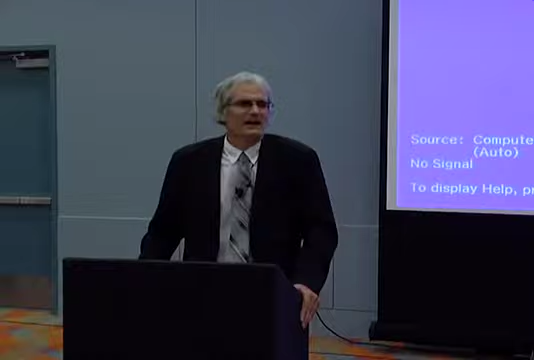 Source: Compute
(Auto)
No Signal
To display Help, pr